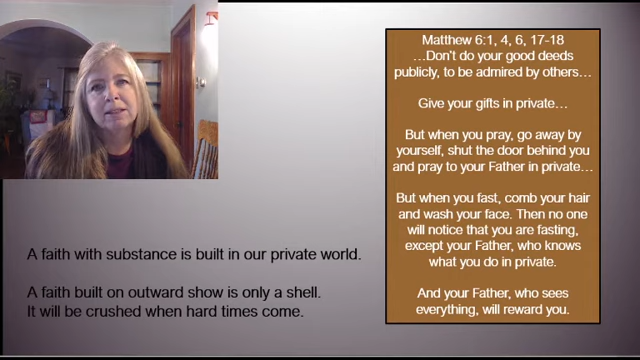 Matthew 6:1, 4, 6, 17-18
…Don't do your good deeds
publicly, to be admired by others…
Give your gifts in private…
But when you pray, go away by
yourself, shut the door behind you
and pray to your Father in private…
But when you fast, comb your hair
and wash your face. Then no one
will notice that you are fasting,
except your Father, who knows
what you do in private.
And your Father, who sees
everything, will reward you.
A faith with substance is built in our private world.
A faith built on outward show is only a shell.
It will be crushed when hard times come.